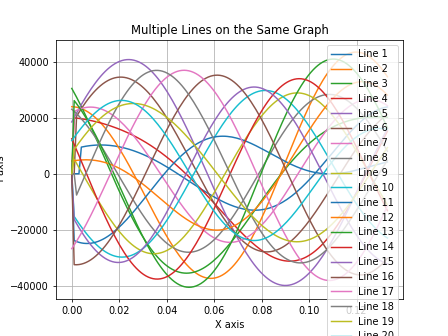 Multiple Lines on the Same Graph
40000
20000
0
−20000
−40000
0.00
0.02
0.04
0.06
0.08
0.10
X axis
Line 1
Line 2
Line 3
Line 4
Line 5
Line 6
Line 7
Line 8
Line 9
Line 10
Line 11
Line 12
Line 13
Line 14
Line 15
Line 16
Line 17
Line 18
Line 19
Line 20